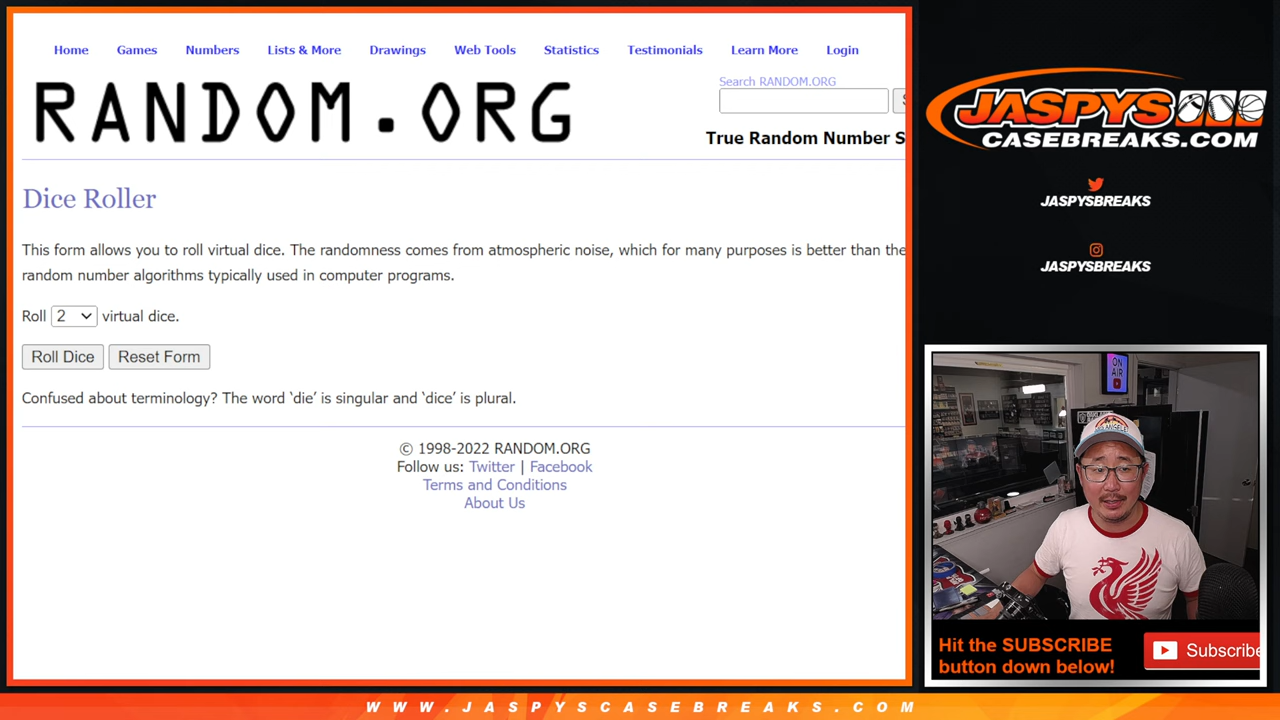 Home Games Numbers Lists & More Drawings Web Tools Statistics Testimonials Learn More Login
RANDOM.ORG
Search RANDOM.ORG
True Random Number S
Dice Roller
This form allows you to roll virtual dice. The randomness comes from atmospheric noise, which for many purposes is better than the
random number algorithms typically used in computer programs.
Roll 2 virtual dice.
Roll Dice Reset Form
Confused about terminology? The word ‘die’ is singular and ‘dice’ is plural.
© 1998-2022 RANDOM.ORG
Follow us: Twitter | Facebook
Terms and Conditions
About Us
JASPYS
CASEBREAKS.COM
JASPYSBREAKS
JASPYSBREAKS
ON
AIR
Hit the SUBSCRIBE
button down below!
Subscribe
WWW.JASPYSCASEBREAKS.COM